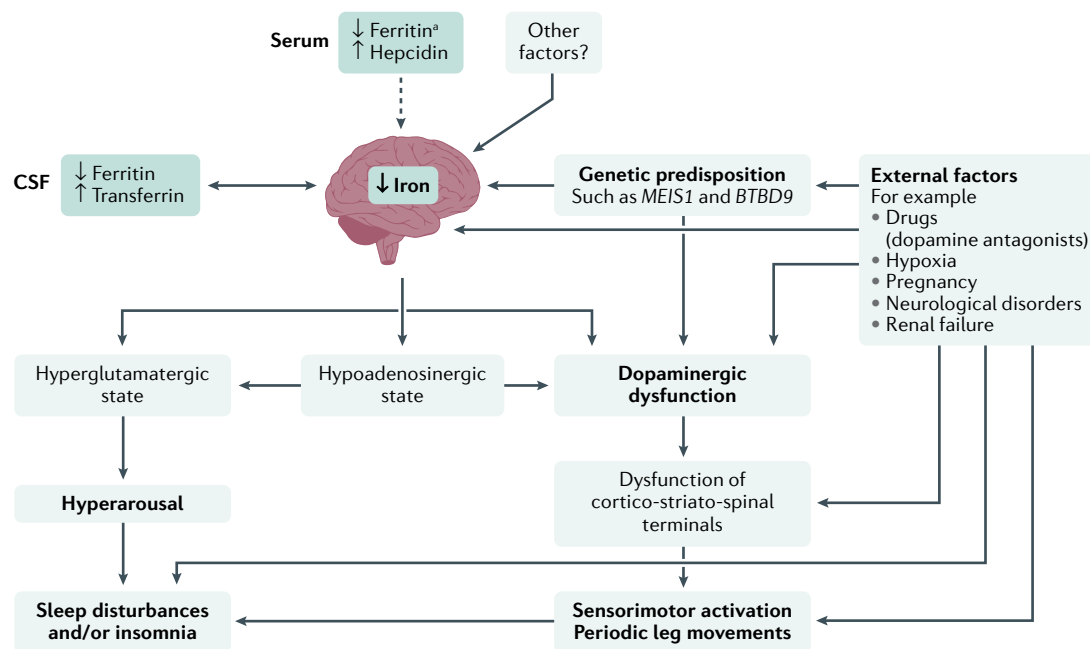 Serum
↓ Ferritinᵃ
↑ Hepcidin
Other
factors?
CSF
↓ Ferritin
↑ Transferrin
↓ Iron
Genetic predisposition
Such as MEIS1 and BTBD9
External factors
For example
• Drugs
(dopamine antagonists)
• Hypoxia
• Pregnancy
• Neurological disorders
• Renal failure
Hyperglutamatergic
state
Hypoadenosinergic
state
Dopaminergic
dysfunction
Dysfunction of
cortico-striato-spinal
terminals
Hyperarousal
Sleep disturbances
and/or insomnia
Sensorimotor activation
Periodic leg movements